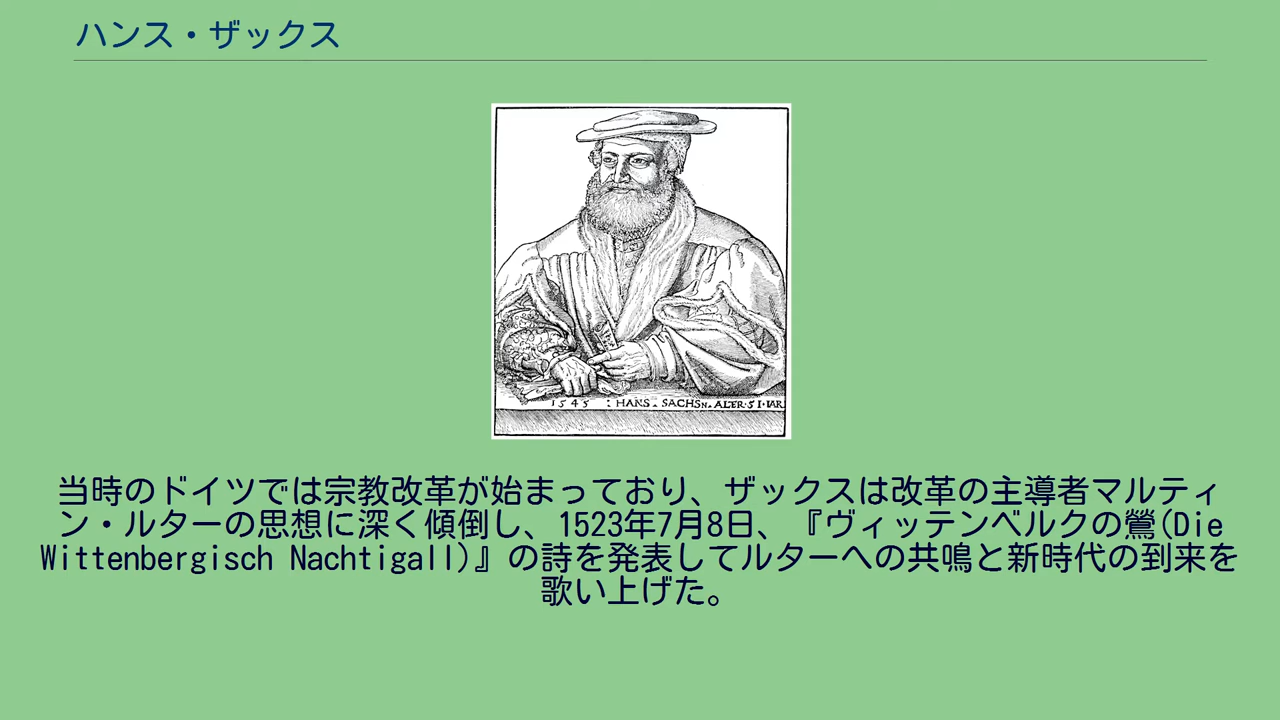 ハンス・ザックス
1545 : HANS . SACHSN. ALTER. 51. IAR
当時のドイツでは宗教改革が始まっており、ザックスは改革の主導者マルティ
ン・ルターの思想に深く傾倒し、1523年7月8日、『ヴィッテンベルクの鶯(Die
Wittenbergisch Nachtigall)』の詩を発表してルターへの共鳴と新時代の到来を
歌い上げた。